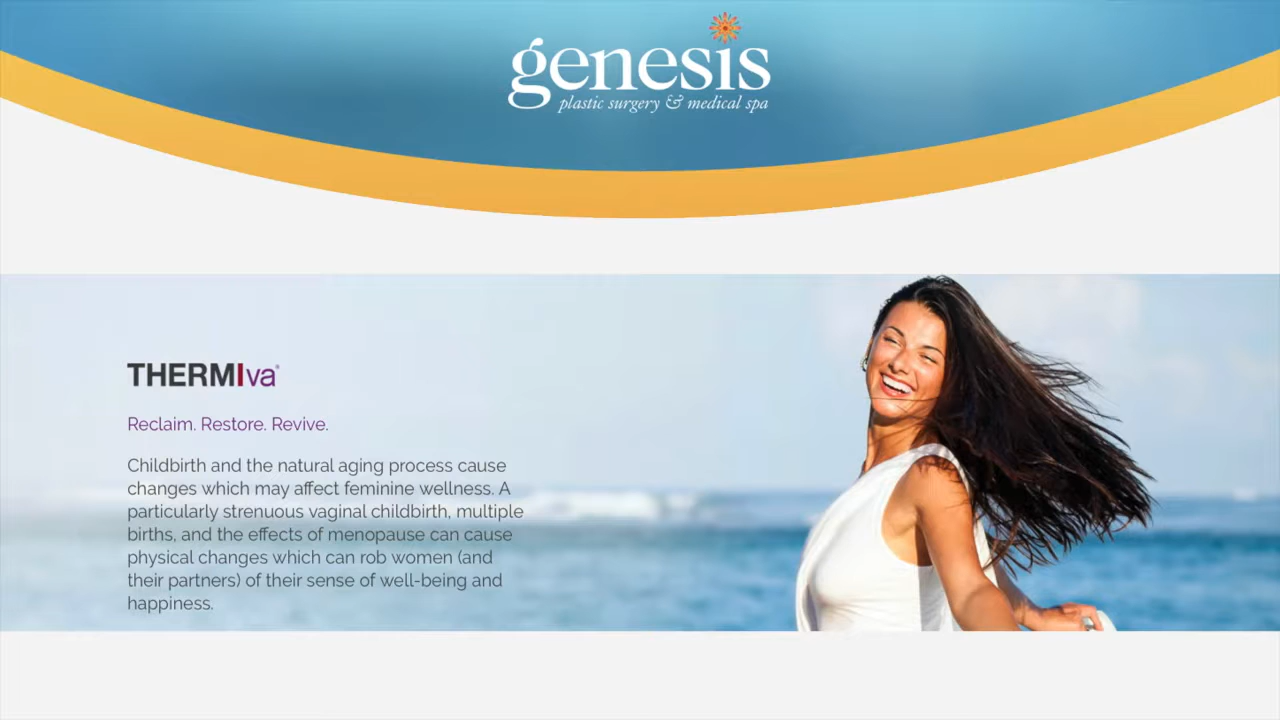 genesis
plastic surgery & medical spa
THERMIva®
Reclaim. Restore. Revive.
Childbirth and the natural aging process cause
changes which may affect feminine wellness. A
particularly strenuous vaginal childbirth, multiple
births, and the effects of menopause can cause
physical changes which can rob women (and
their partners) of their sense of well-being and
happiness.